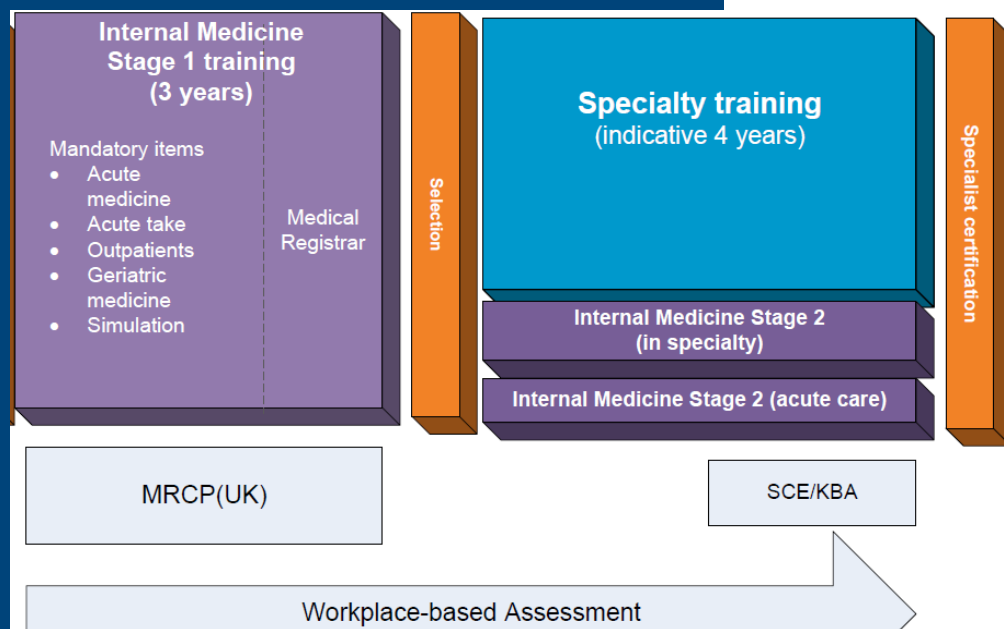 Internal Medicine
Stage 1 training
(3 years)
Mandatory items
• Acute
medicine
• Acute take
• Outpatients
• Geriatric
medicine
• Simulation
Medical
Registrar
Selection
Specialty training
(indicative 4 years)
Internal Medicine Stage 2
(in specialty)
Internal Medicine Stage 2 (acute care)
Specialist certification
MRCP(UK)
SCE/KBA
Workplace-based Assessment